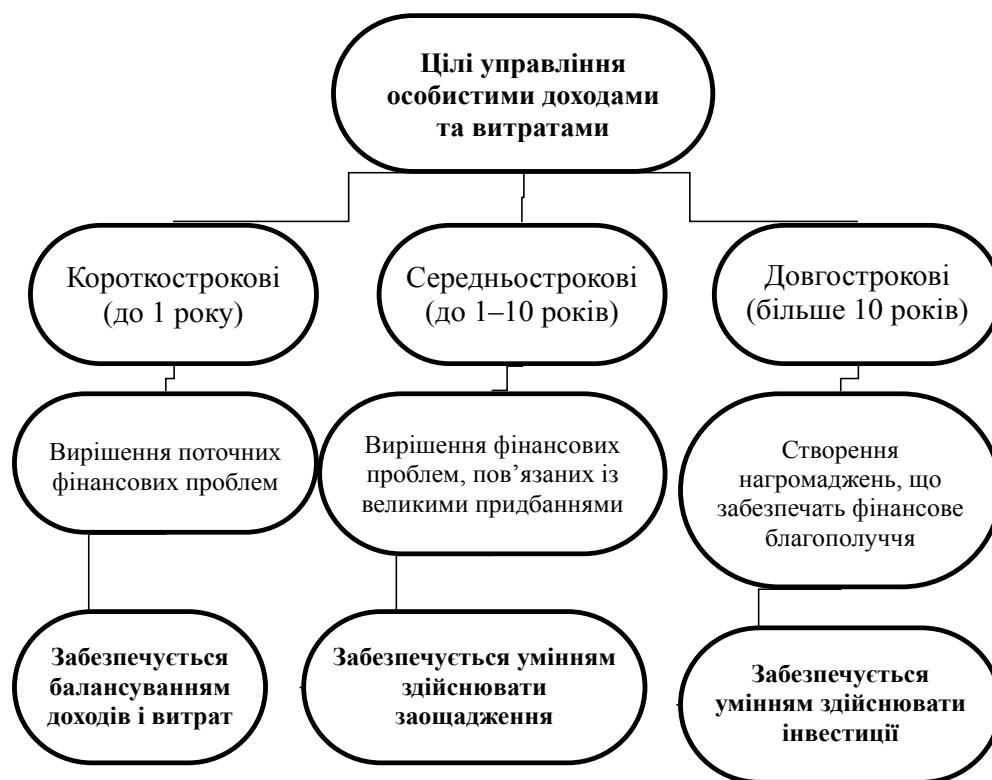 Цілі управління
особистими доходами
та витратами
Короткострокові
(до 1 року)
Середньострокові
(до 1–10 років)
Довгострокові
(більше 10 років)
Вирішення поточних
фінансових проблем
Вирішення фінансових
проблем, пов’язаних із
великими придбаннями
Створення
нагромаджень, що
забезпечать фінансове
благополуччя
Забезпечується
балансуванням
доходів і витрат
Забезпечується умінням
здійснювати
заощадження
Забезпечується
умінням здійснювати
інвестиції